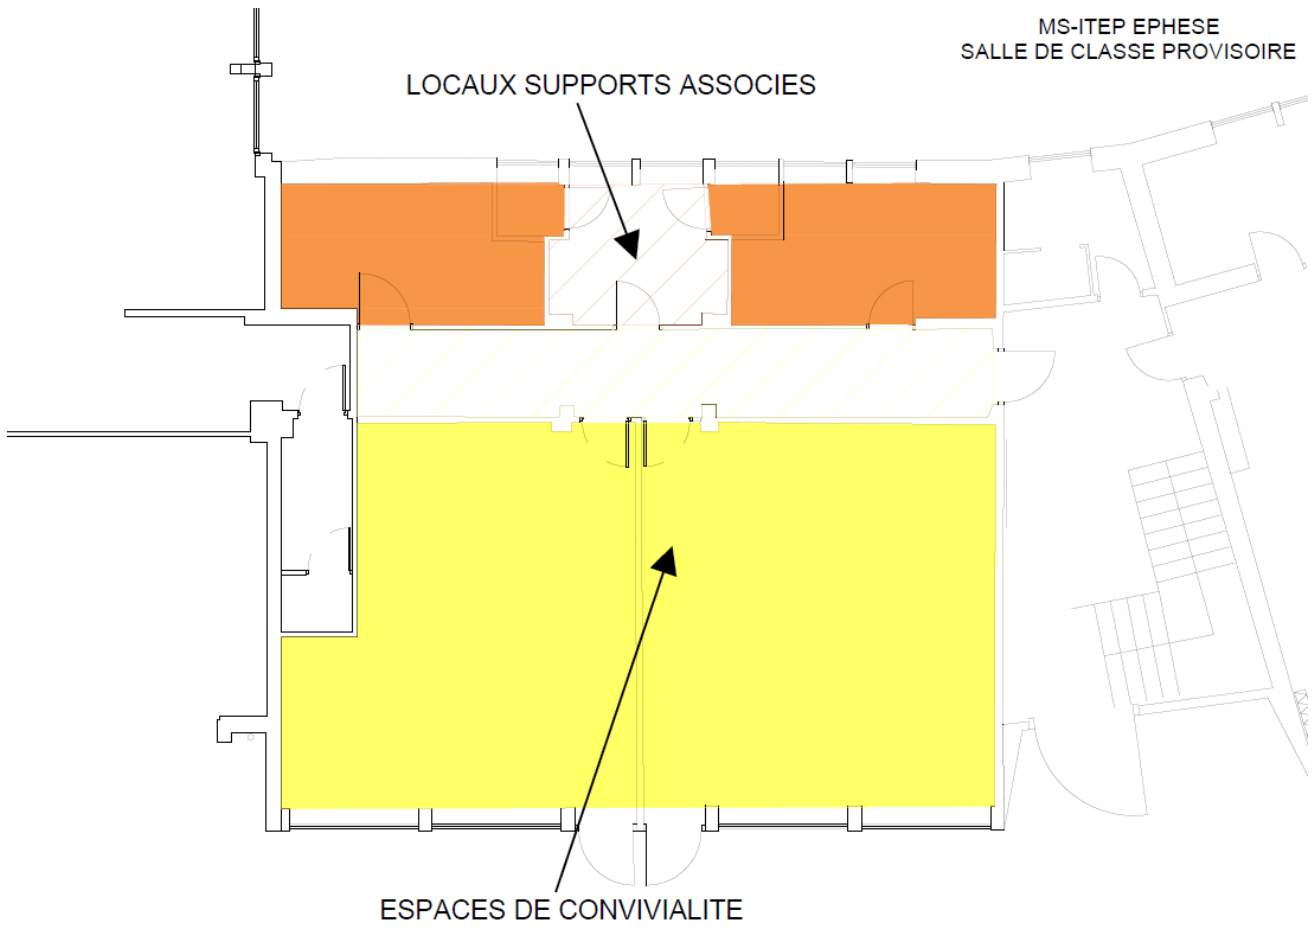 MS-ITEP EPHESE
SALLE DE CLASSE PROVISOIRE
LOCAUX SUPPORTS ASSOCIES
ESPACES DE CONVIVIALITE